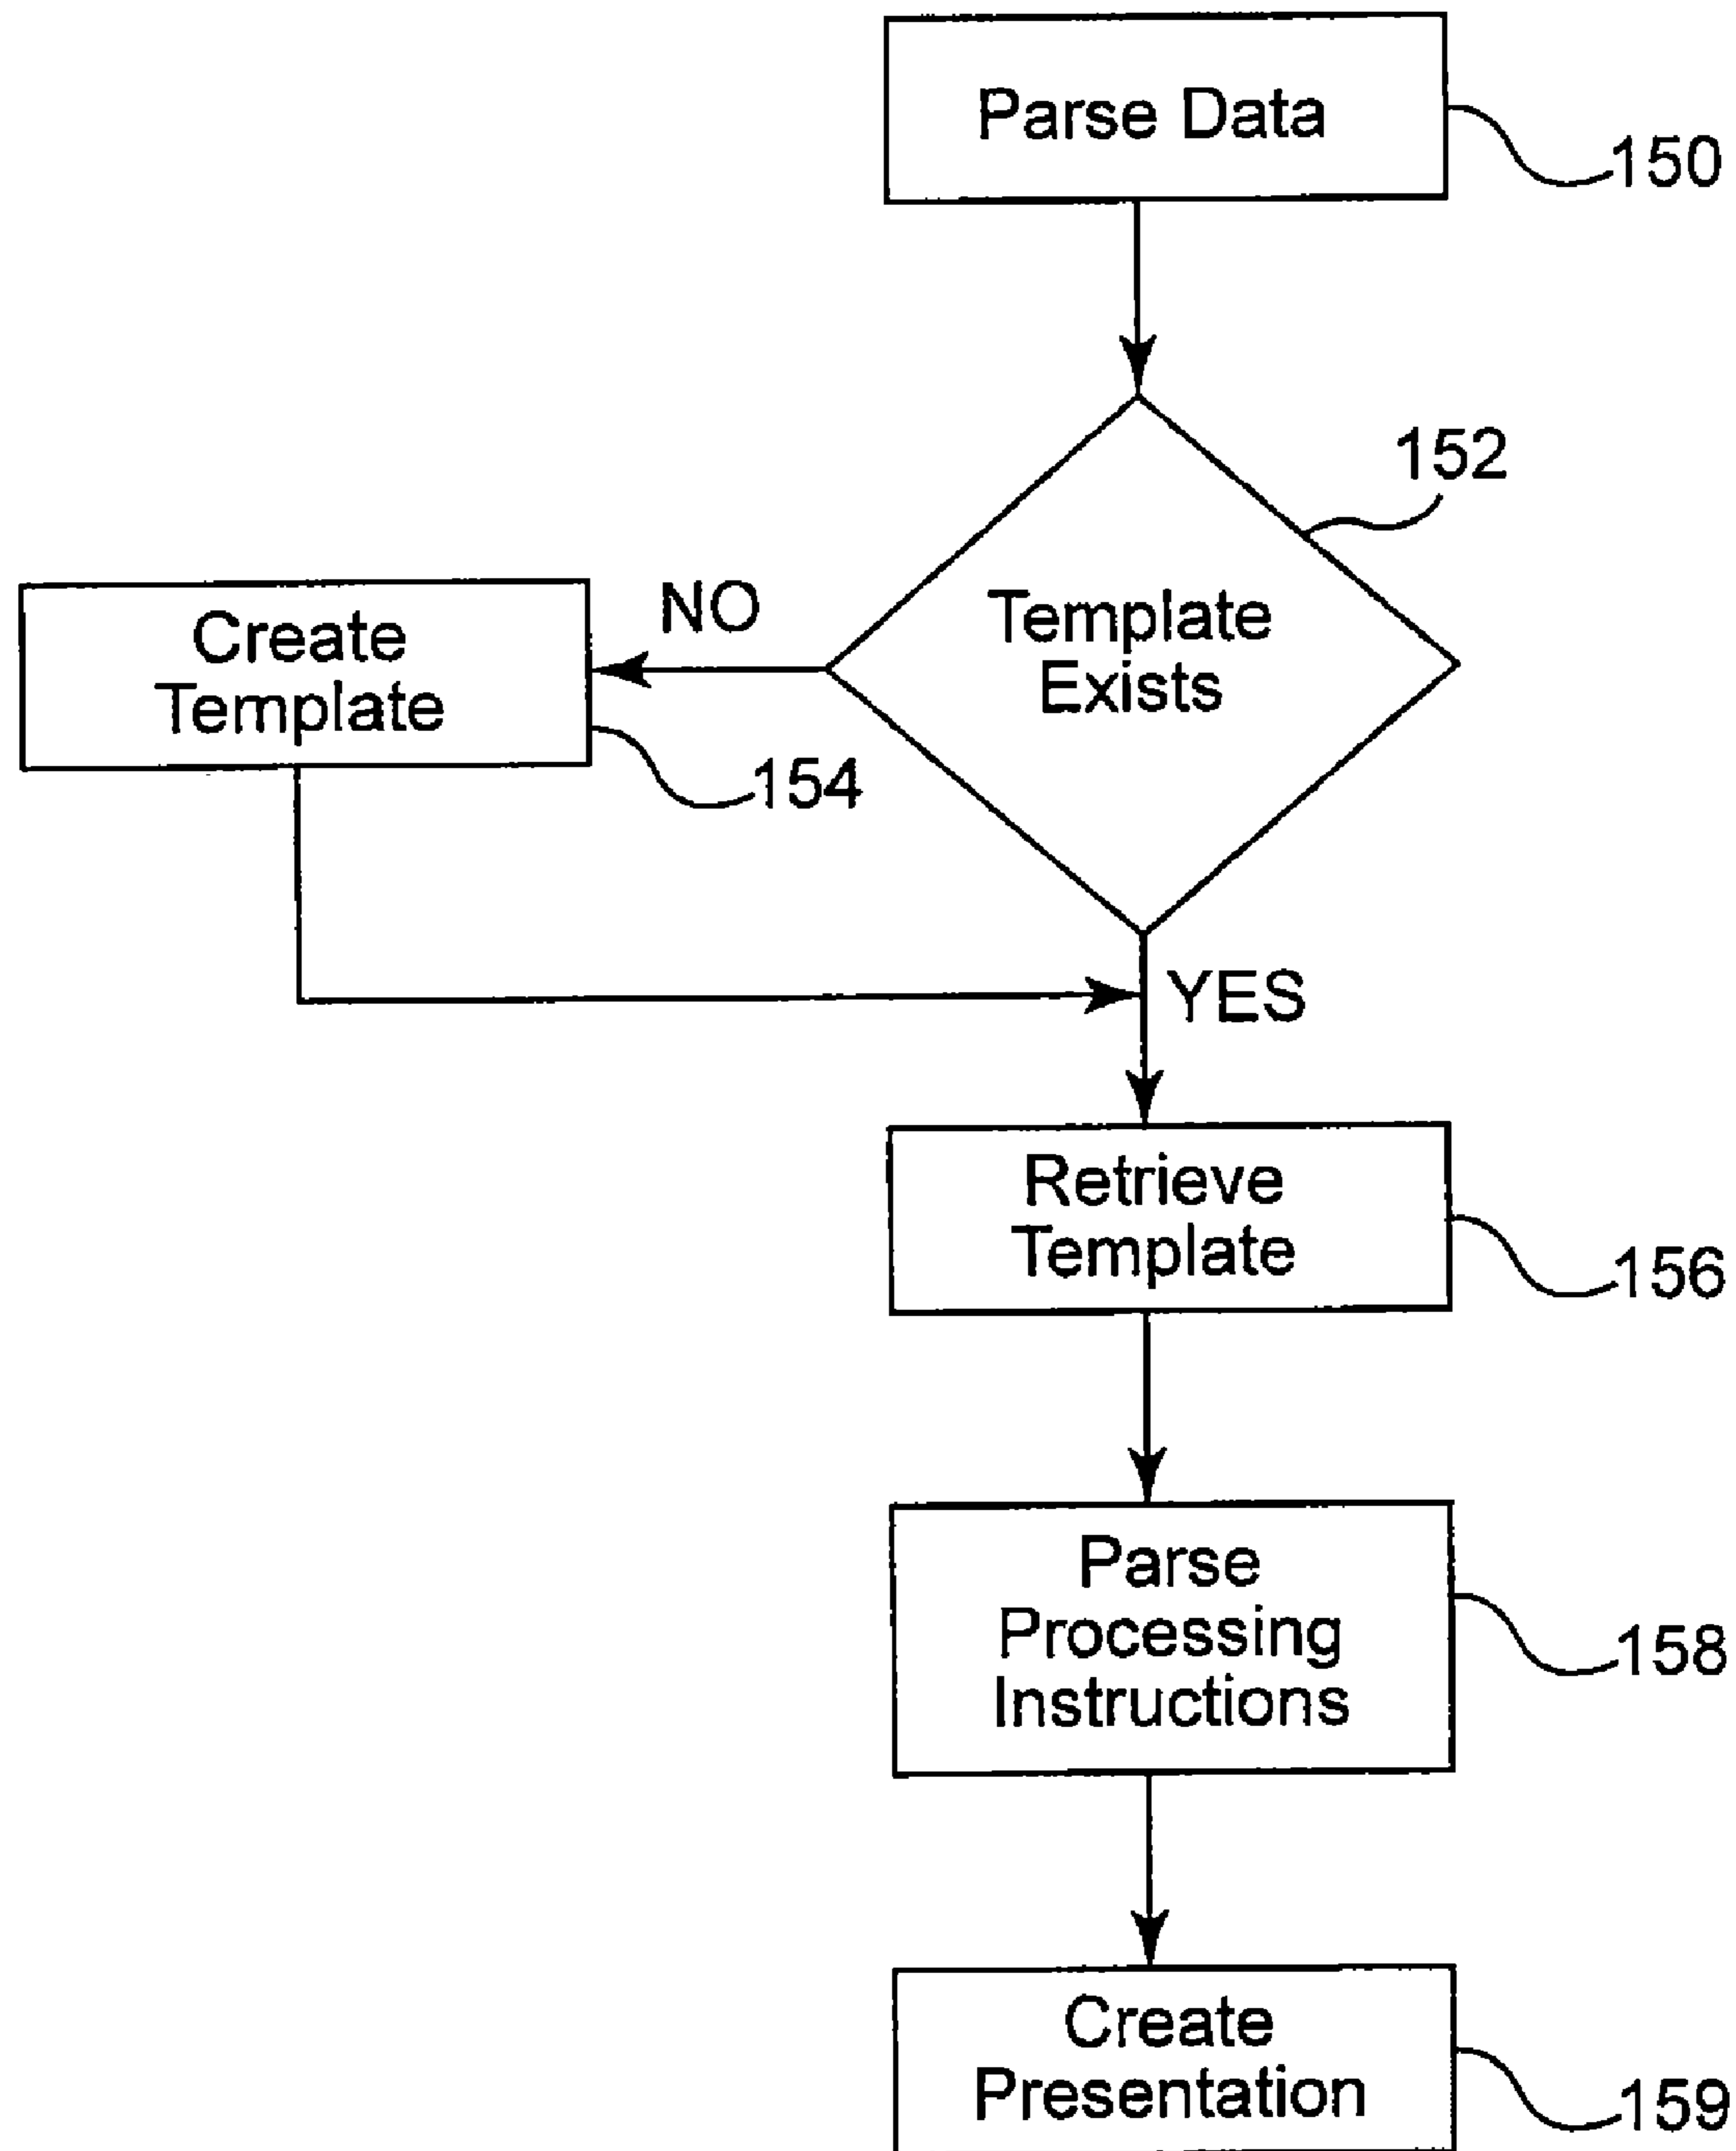 Parse Data
150
152
Template
Exists
NO
Create
Template
154
YES
Retrieve
Template
156
Parse
Processing
Instructions
158
Create
Presentation
159